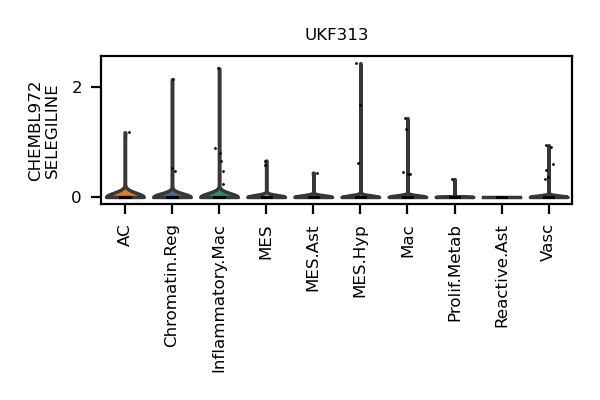 UKF313
CHEMBL972
SELEGILINE
2
0
AC
Chromatin.Reg
Inflammatory.Mac
MES
MES.Ast
MES.Hyp
Mac
Prolif.Metab
Reactive.Ast
Vasc